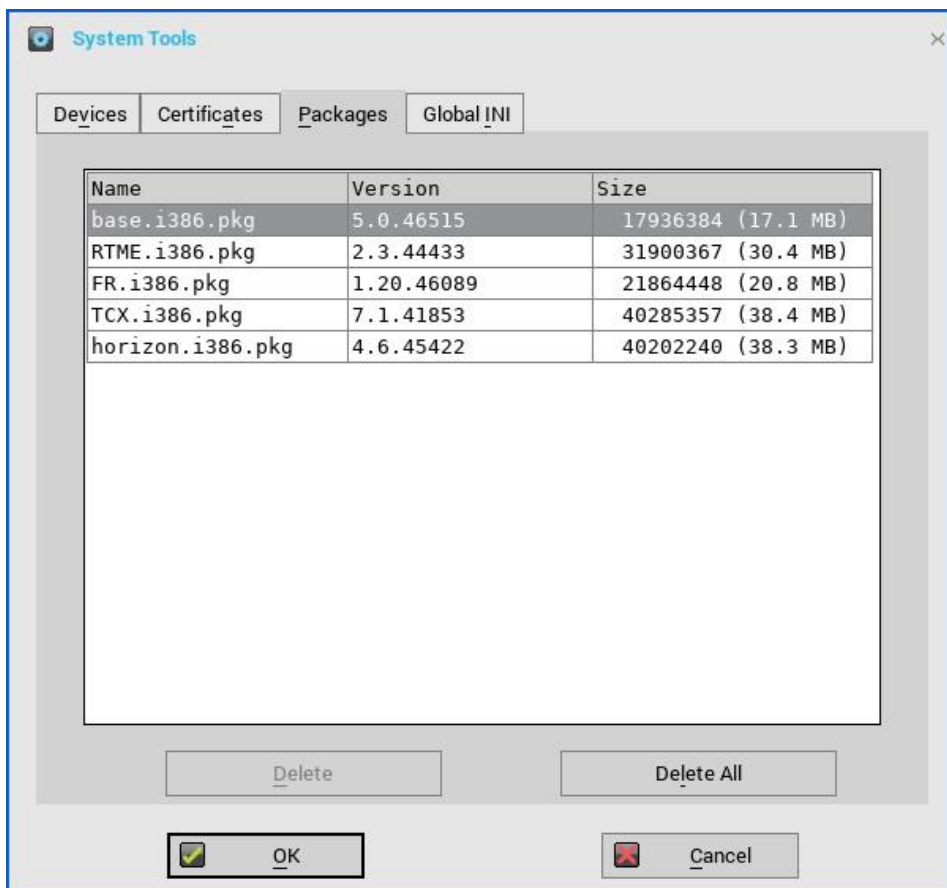 System Tools
Devices Certificates Packages Global INI
Name Version Size
base.i386.pkg 5.0.46515 17936384 (17.1 MB)
RTME.i386.pkg 2.3.44433 31900367 (30.4 MB)
FR.i386.pkg 1.20.46089 21864448 (20.8 MB)
TCX.i386.pkg 7.1.41853 40285357 (38.4 MB)
horizon.i386.pkg 4.6.45422 40202240 (38.3 MB)
Delete Delete All
OK Cancel